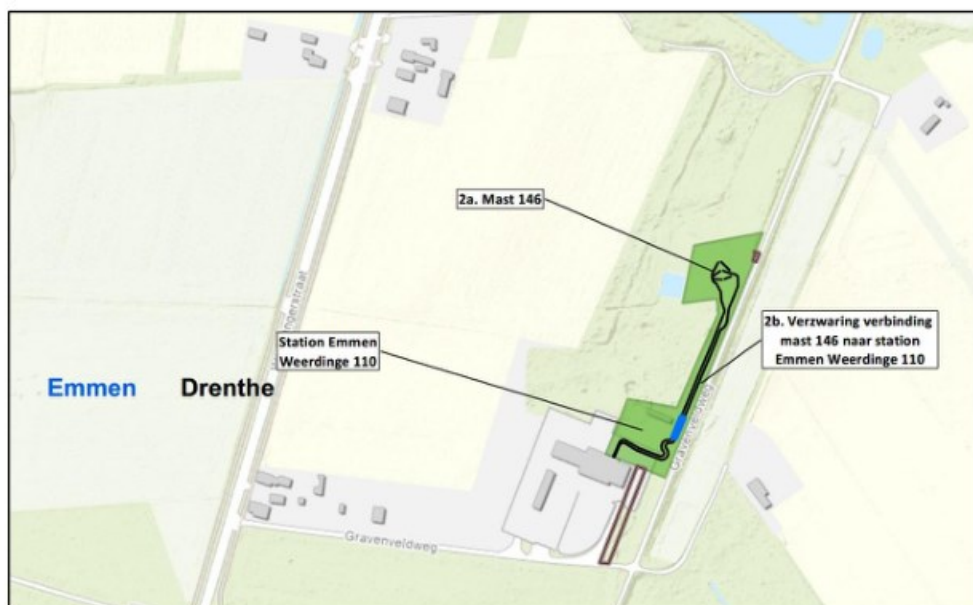 2a. Mast 146
2b. Verzwaring verbinding
mast 146 naar station
Emmen Weerdinge 110
Station Emmen
Weerdinge 110
Emmen
Drenthe
Gravenveldweg
Gravenveldweg